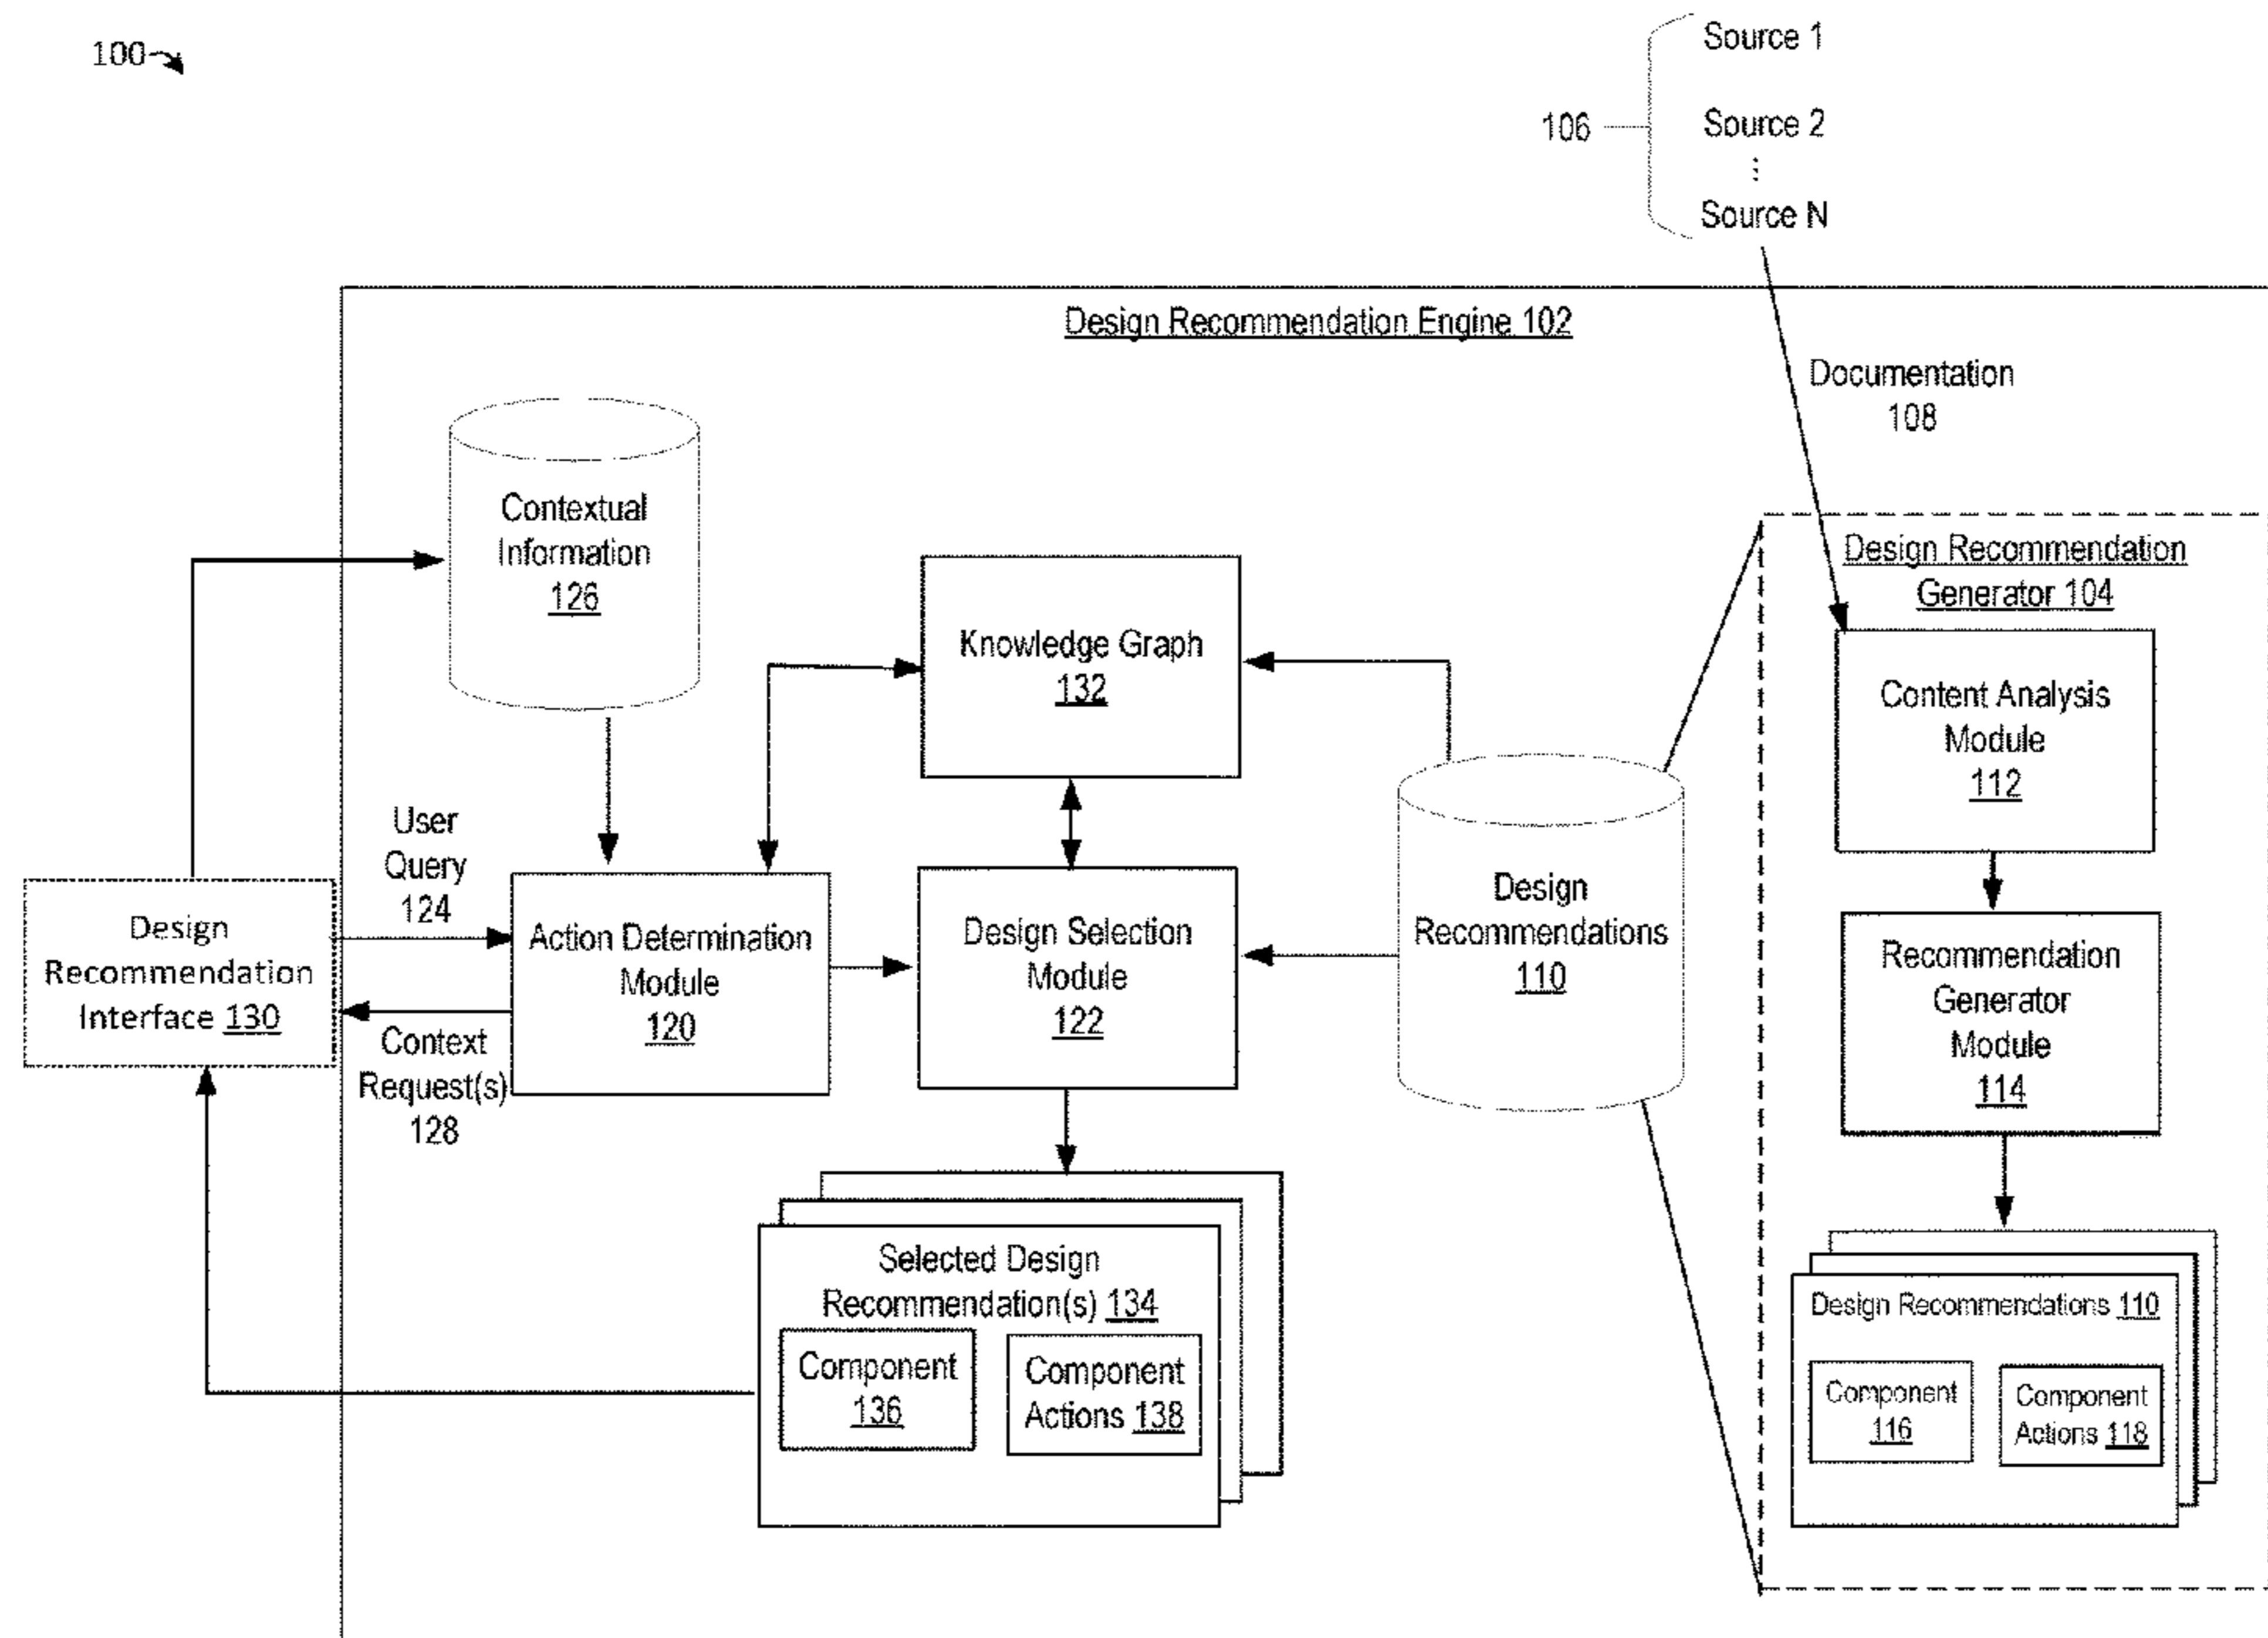 100
Source 1
106
Source 2
⋮
Source N
Design Recommendation Engine 102
Documentation
108
Contextual
Information
126
Knowledge Graph
132
Design Recommendation
Generator 104
Content Analysis
Module
112
User
Query
124
Design
Recommendation
Interface 130
Action Determination
Module
120
Design Selection
Module
122
Design
Recommendations
110
Recommendation
Generator
Module
114
Context
Request(s)
128
Selected Design
Recommendation(s) 134
Component
136
Component
Actions 138
Design Recommendations 110
Component
116
Component
Actions 118